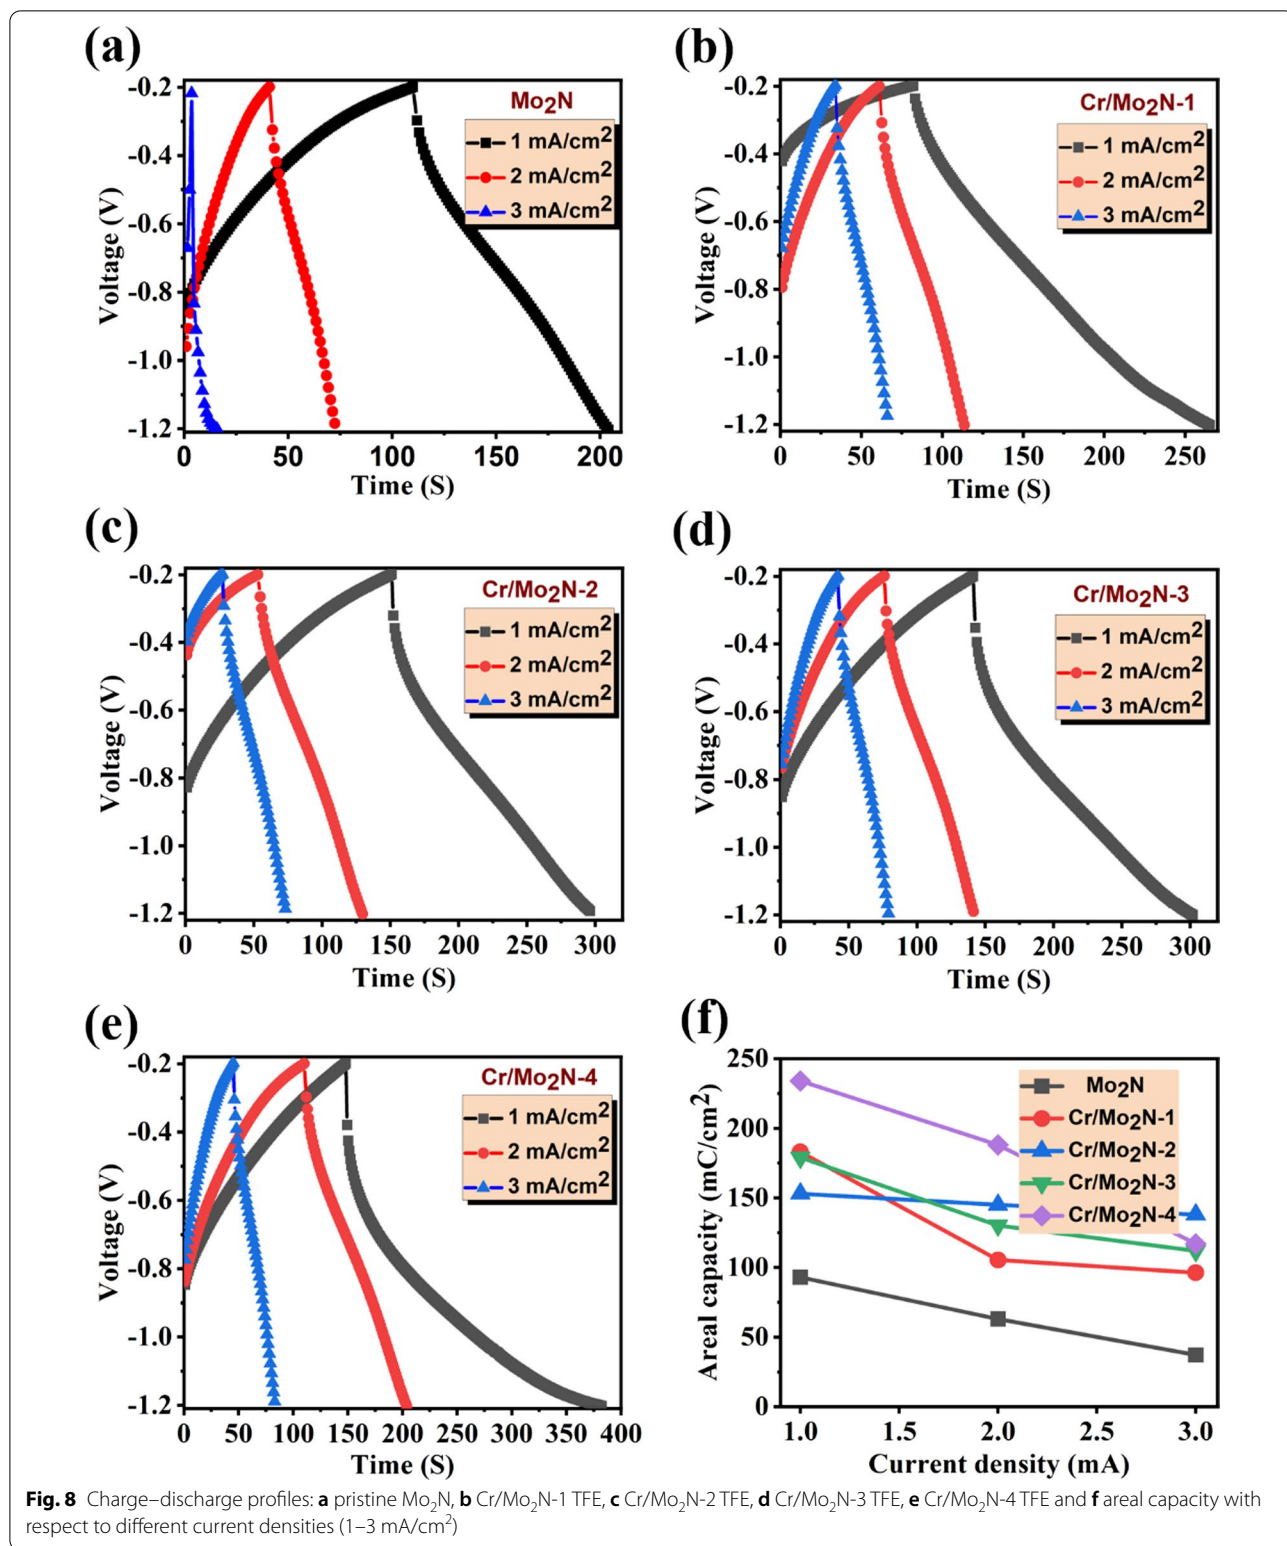 (a)
Mo2N
1 mA/cm2
2 mA/cm2
3 mA/cm2
Voltage (V)
-0.2
-0.4
-0.6
-0.8
-1.0
-1.2
0 50 100 150 200
Time (S)
(b)
Cr/Mo2N-1
1 mA/cm2
2 mA/cm2
3 mA/cm2
Voltage (V)
-0.2
-0.4
-0.6
-0.8
-1.0
-1.2
0 50 100 150 200 250
Time (S)
(c)
Cr/Mo2N-2
1 mA/cm2
2 mA/cm2
3 mA/cm2
Voltage (V)
-0.2
-0.4
-0.6
-0.8
-1.0
-1.2
0 50 100 150 200 250 300
Time (S)
(d)
Cr/Mo2N-3
1 mA/cm2
2 mA/cm2
3 mA/cm2
Voltage (V)
-0.2
-0.4
-0.6
-0.8
-1.0
-1.2
0 50 100 150 200 250 300
Time (S)
(e)
Cr/Mo2N-4
1 mA/cm2
2 mA/cm2
3 mA/cm2
Voltage (V)
-0.2
-0.4
-0.6
-0.8
-1.0
-1.2
0 50 100 150 200 250 300 350 400
Time (S)
(f)
Mo2N
Cr/Mo2N-1
Cr/Mo2N-2
Cr/Mo2N-3
Cr/Mo2N-4
Areal capacity (mC/cm2)
250
200
150
100
50
0
1.0 1.5 2.0 2.5 3.0
Current density (mA)
Fig. 8 Charge–discharge profiles: a pristine Mo2N, b Cr/Mo2N-1 TFE, c Cr/Mo2N-2 TFE, d Cr/Mo2N-3 TFE, e Cr/Mo2N-4 TFE and f areal capacity with
respect to different current densities (1–3 mA/cm2)